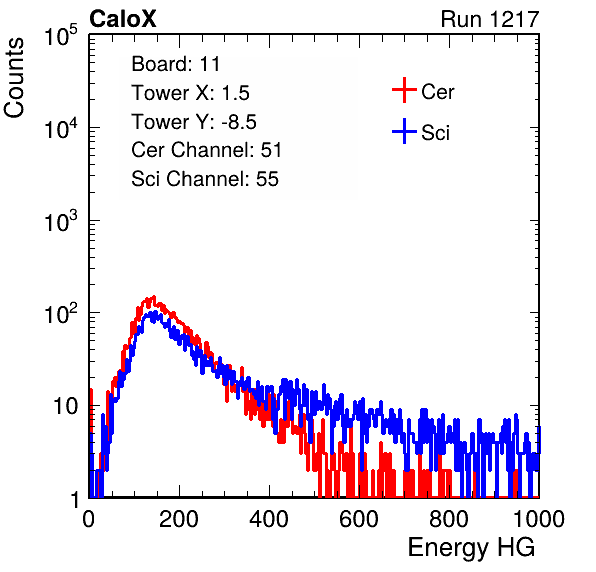 CaloX Run 1217
Counts
Board: 11
Tower X: 1.5
Tower Y: -8.5
Cer Channel: 51
Sci Channel: 55
Cer
Sci
10^5
10^4
10^3
10^2
10
1
0 200 400 600 800 1000
Energy HG